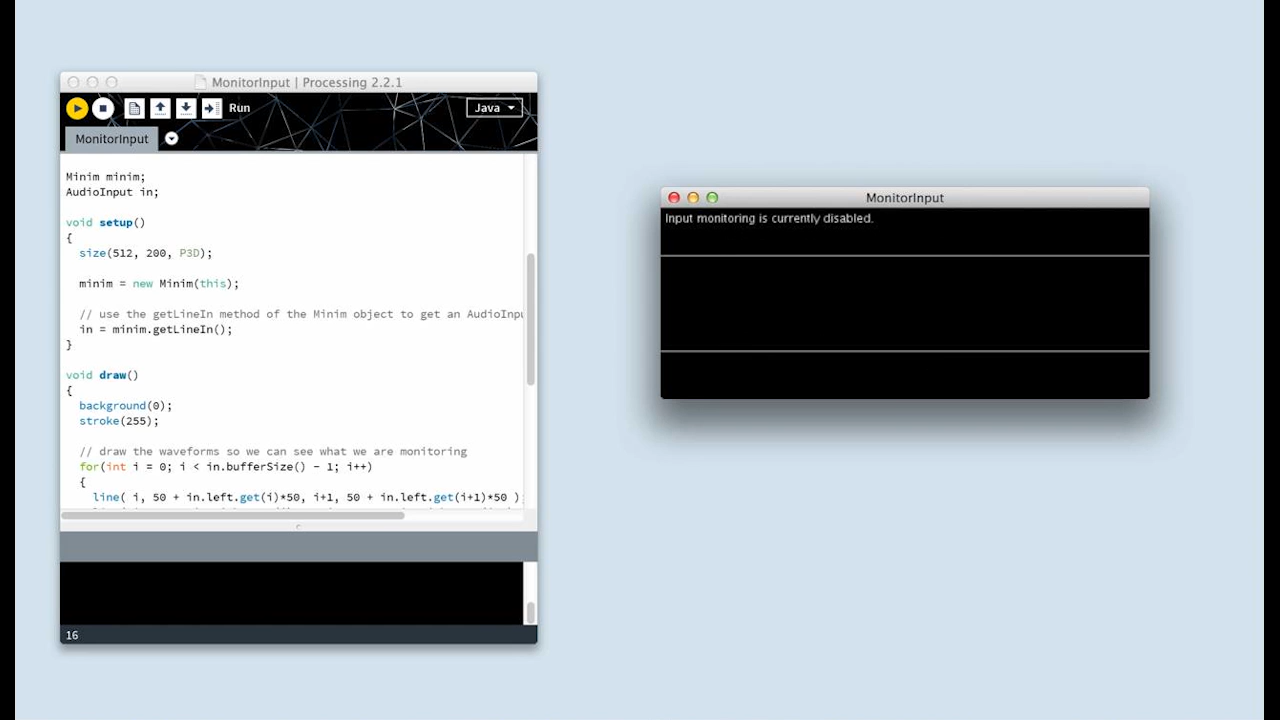 MonitorInput | Processing 2.2.1
Run
Java
MonitorInput
Minim minim;
AudioInput in;
void setup()
{
size(512, 200, P3D);
minim = new Minim(this);
// use the getLineIn method of the Minim object to get an AudioInpu
in = minim.getLineIn();
}
void draw()
{
background(0);
stroke(255);
// draw the waveforms so we can see what we are monitoring
for(int i = 0; i < in.bufferSize() - 1; i++)
{
line( i, 50 + in.left.get(i)*50, i+1, 50 + in.left.get(i+1)*50 );
16
MonitorInput
Input monitoring is currently disabled.